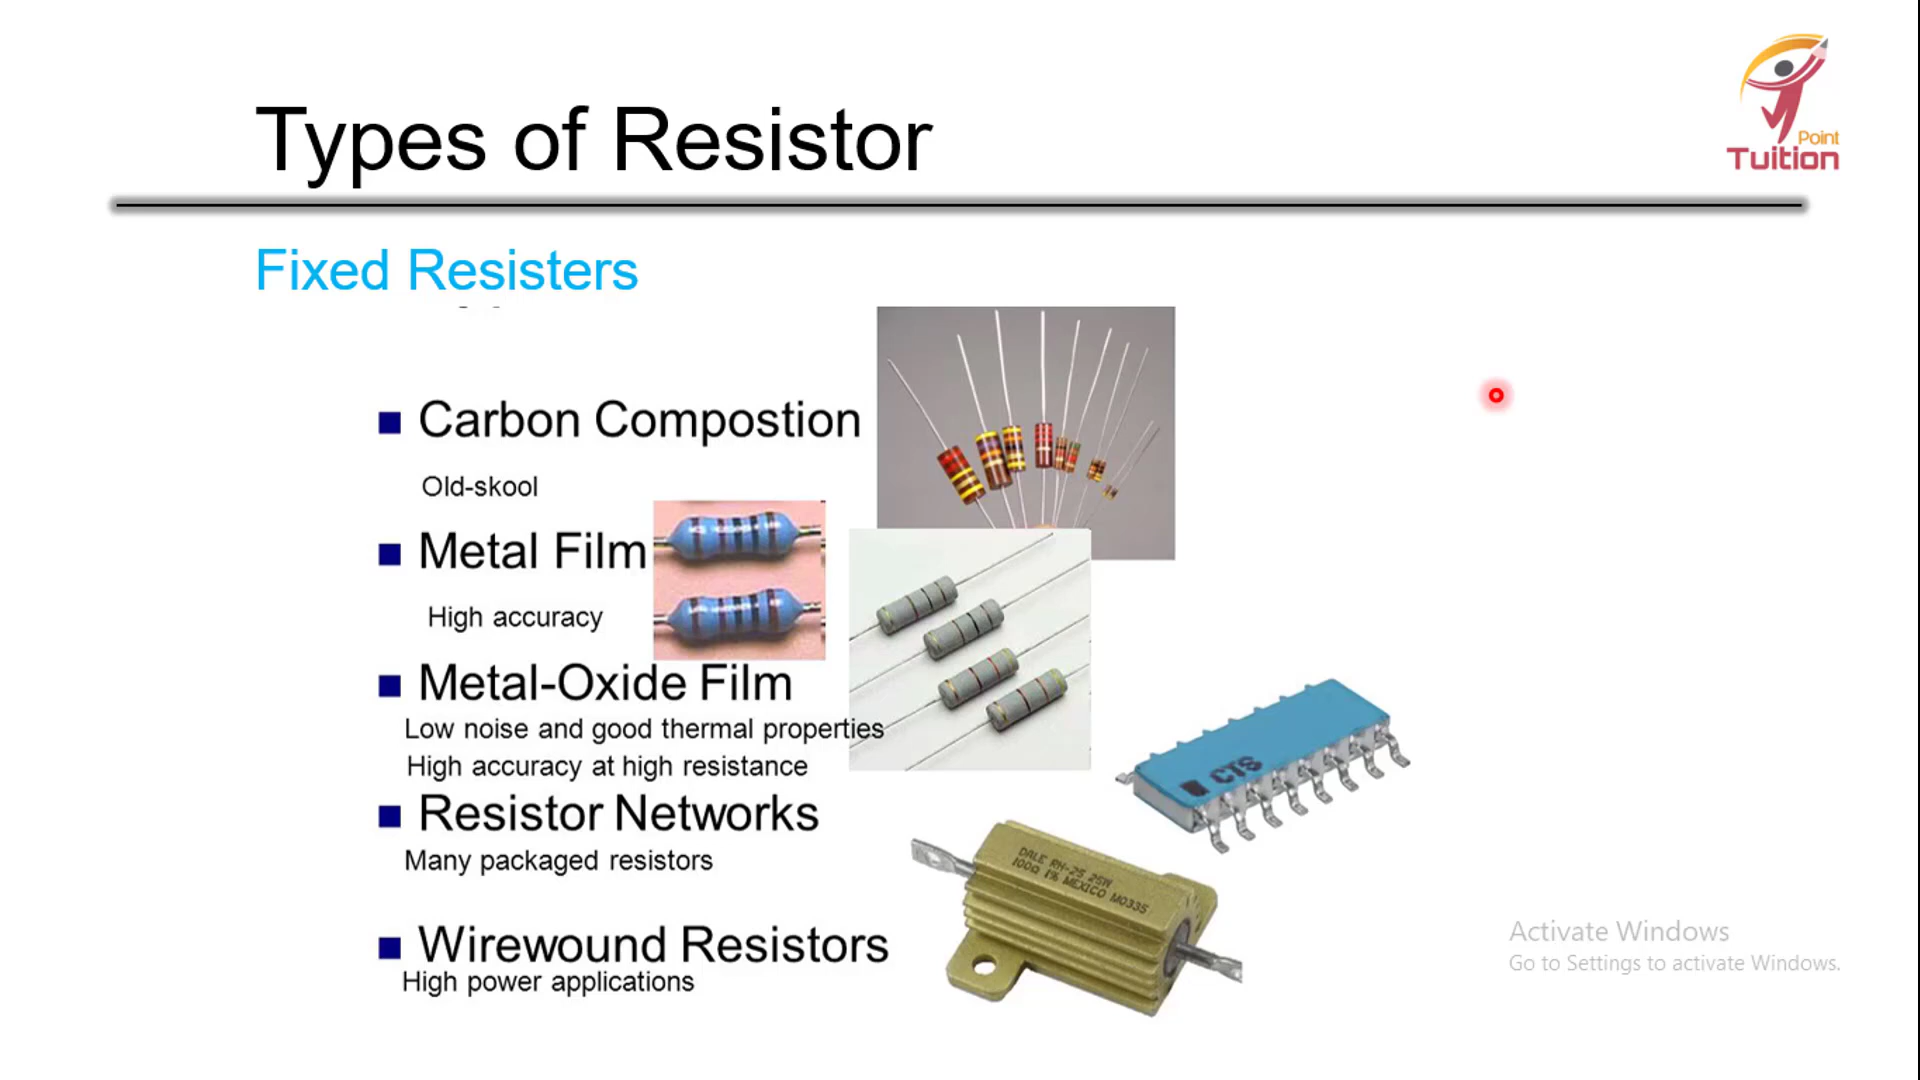 Types of Resistor
Point
Tuition
Fixed Resisters
Carbon Compostion
Old-skool
Metal Film
High accuracy
Metal-Oxide Film
Low noise and good thermal properties
High accuracy at high resistance
CTS
Resistor Networks
Many packaged resistors
DALE RH-25 25W
100Ω 1% MEXICO M0335
Wirewound Resistors
High power applications
Activate Windows
Go to Settings to activate Windows.